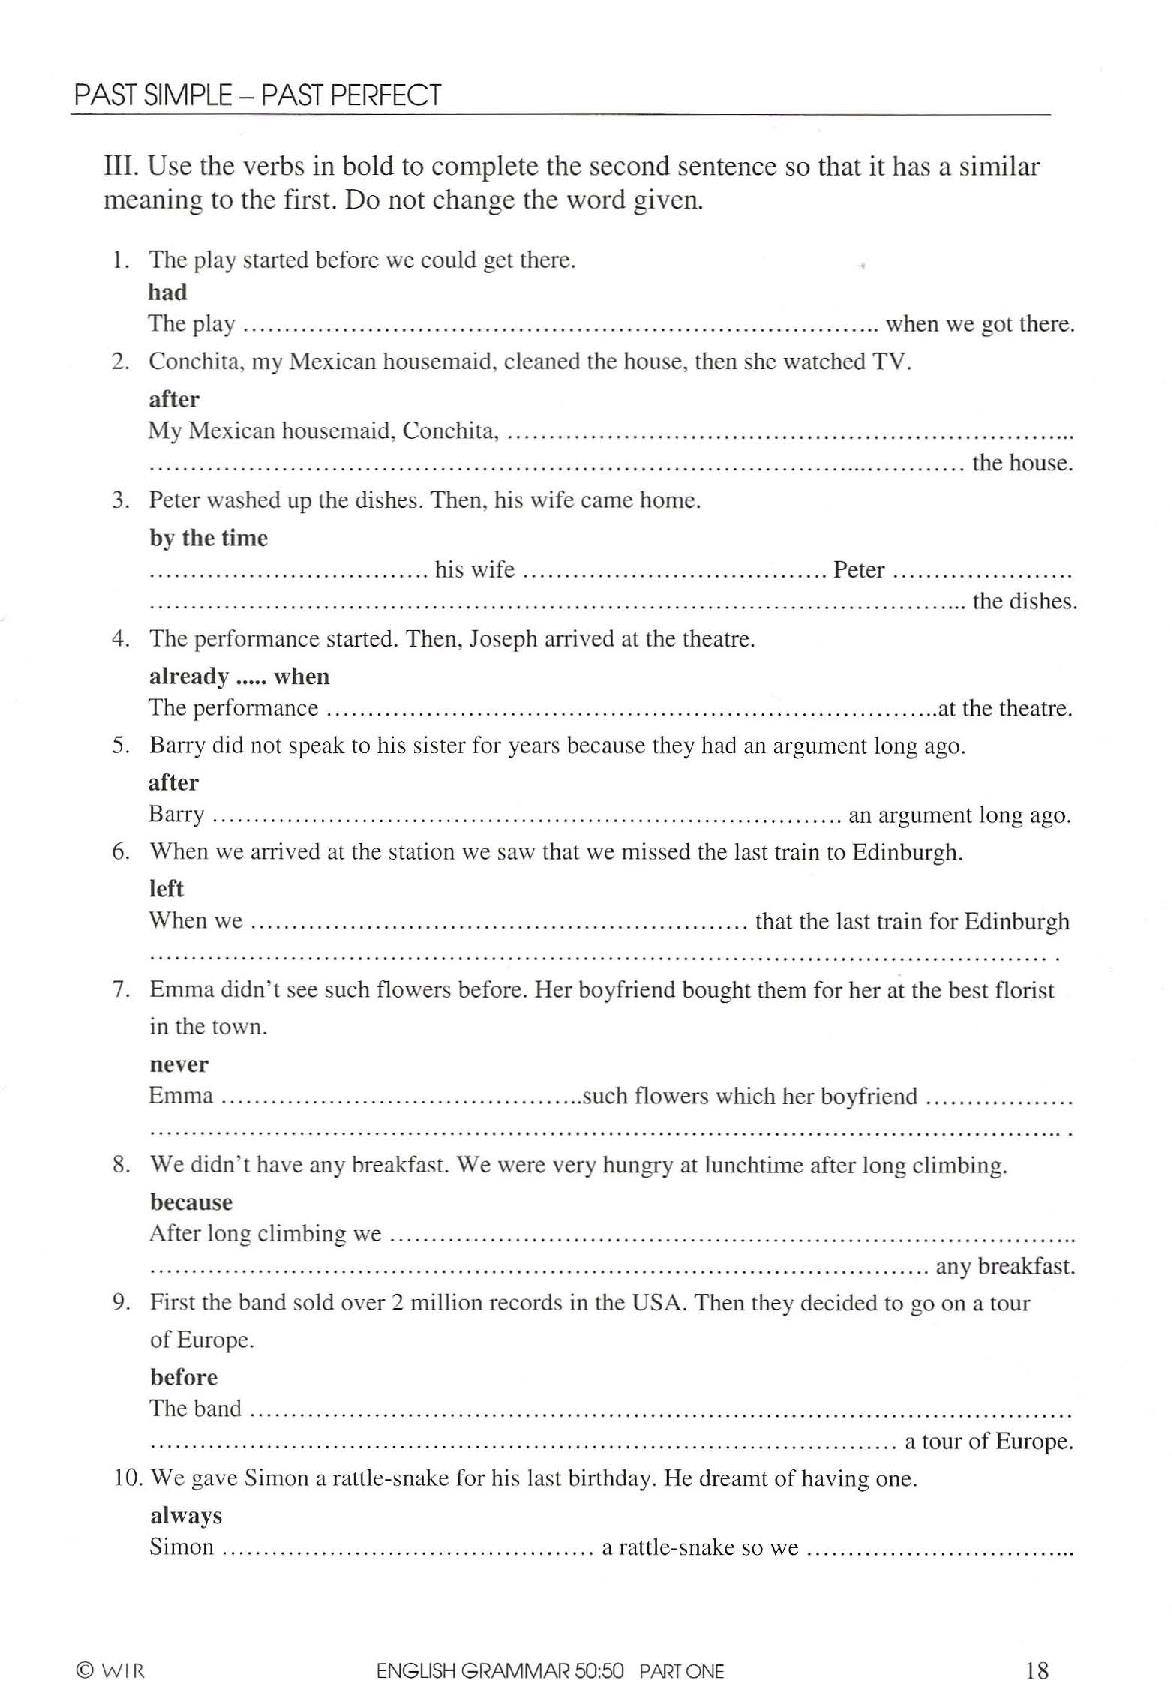 PAST SIMPLE – PAST PERFECT
III. Use the verbs in bold to complete the second sentence so that it has a similar
meaning to the first. Do not change the word given.
1. The play started before we could get there.
had
The play ............................................................................ when we got there.
2. Conchita, my Mexican housemaid, cleaned the house, then she watched TV.
after
My Mexican housemaid, Conchita, ....................................................................
.................................................................................................. the house.
3. Peter washed up the dishes. Then, his wife came home.
by the time
.................................. his wife ..................................... Peter ......................
.................................................................................................. the dishes.
4. The performance started. Then, Joseph arrived at the theatre.
already ..... when
The performance ..........................................................................at the theatre.
5. Barry did not speak to his sister for years because they had an argument long ago.
after
Barry ............................................................................ an argument long ago.
6. When we arrived at the station we saw that we missed the last train to Edinburgh.
left
When we ............................................................ that the last train for Edinburgh
............................................................................................................. .
7. Emma didn't see such flowers before. Her boyfriend bought them for her at the best florist
in the town.
never
Emma ............................................such flowers which her boyfriend ..................
.............................................................................................................. .
8. We didn't have any breakfast. We were very hungry at lunchtime after long climbing.
because
After long climbing we ...................................................................................
.............................................................................................. any breakfast.
9. First the band sold over 2 million records in the USA. Then they decided to go on a tour
of Europe.
before
The band ....................................................................................................
.......................................................................................... a tour of Europe.
10. We gave Simon a rattle-snake for his last birthday. He dreamt of having one.
always
Simon ............................................. a rattle-snake so we ................................
© WIR ENGLISH GRAMMAR 50:50 PART ONE 18